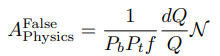 $A^{\text{False}}_{\text{Physics}} = \frac{1}{P_b P_t f} \frac{dQ}{Q} \mathcal{N}$